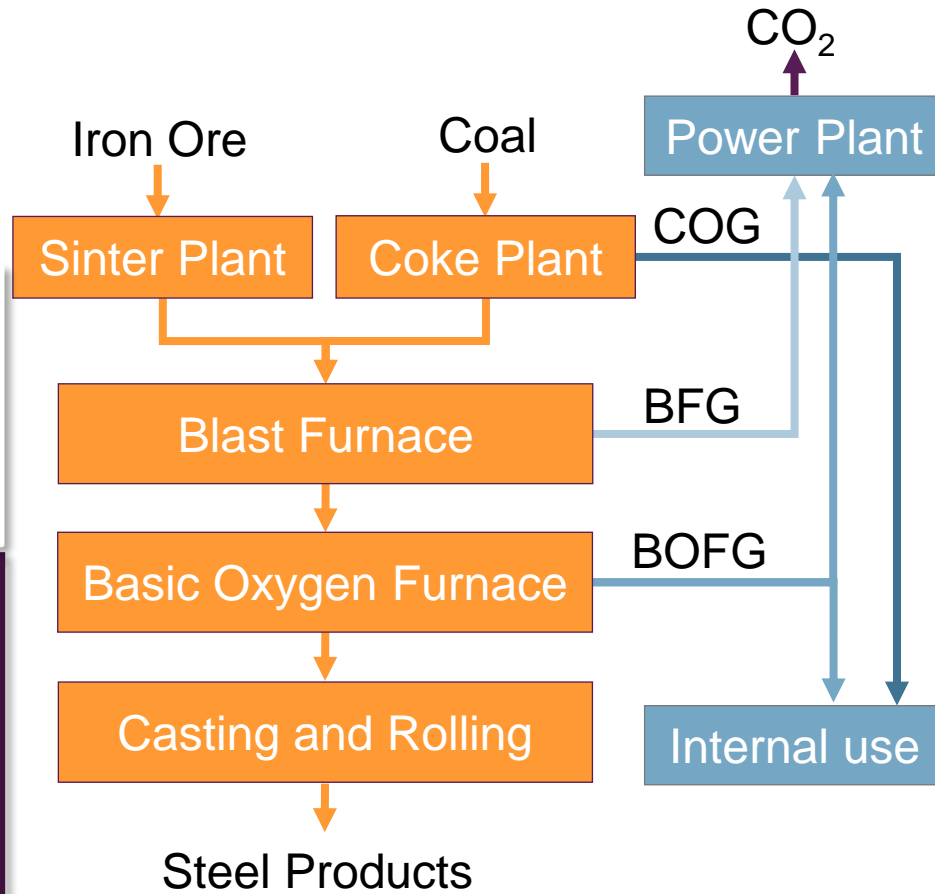 CO₂
Iron Ore
Coal
Power Plant
Sinter Plant
Coke Plant
COG
Blast Furnace
BFG
Basic Oxygen Furnace
BOFG
Casting and Rolling
Internal use
Steel Products